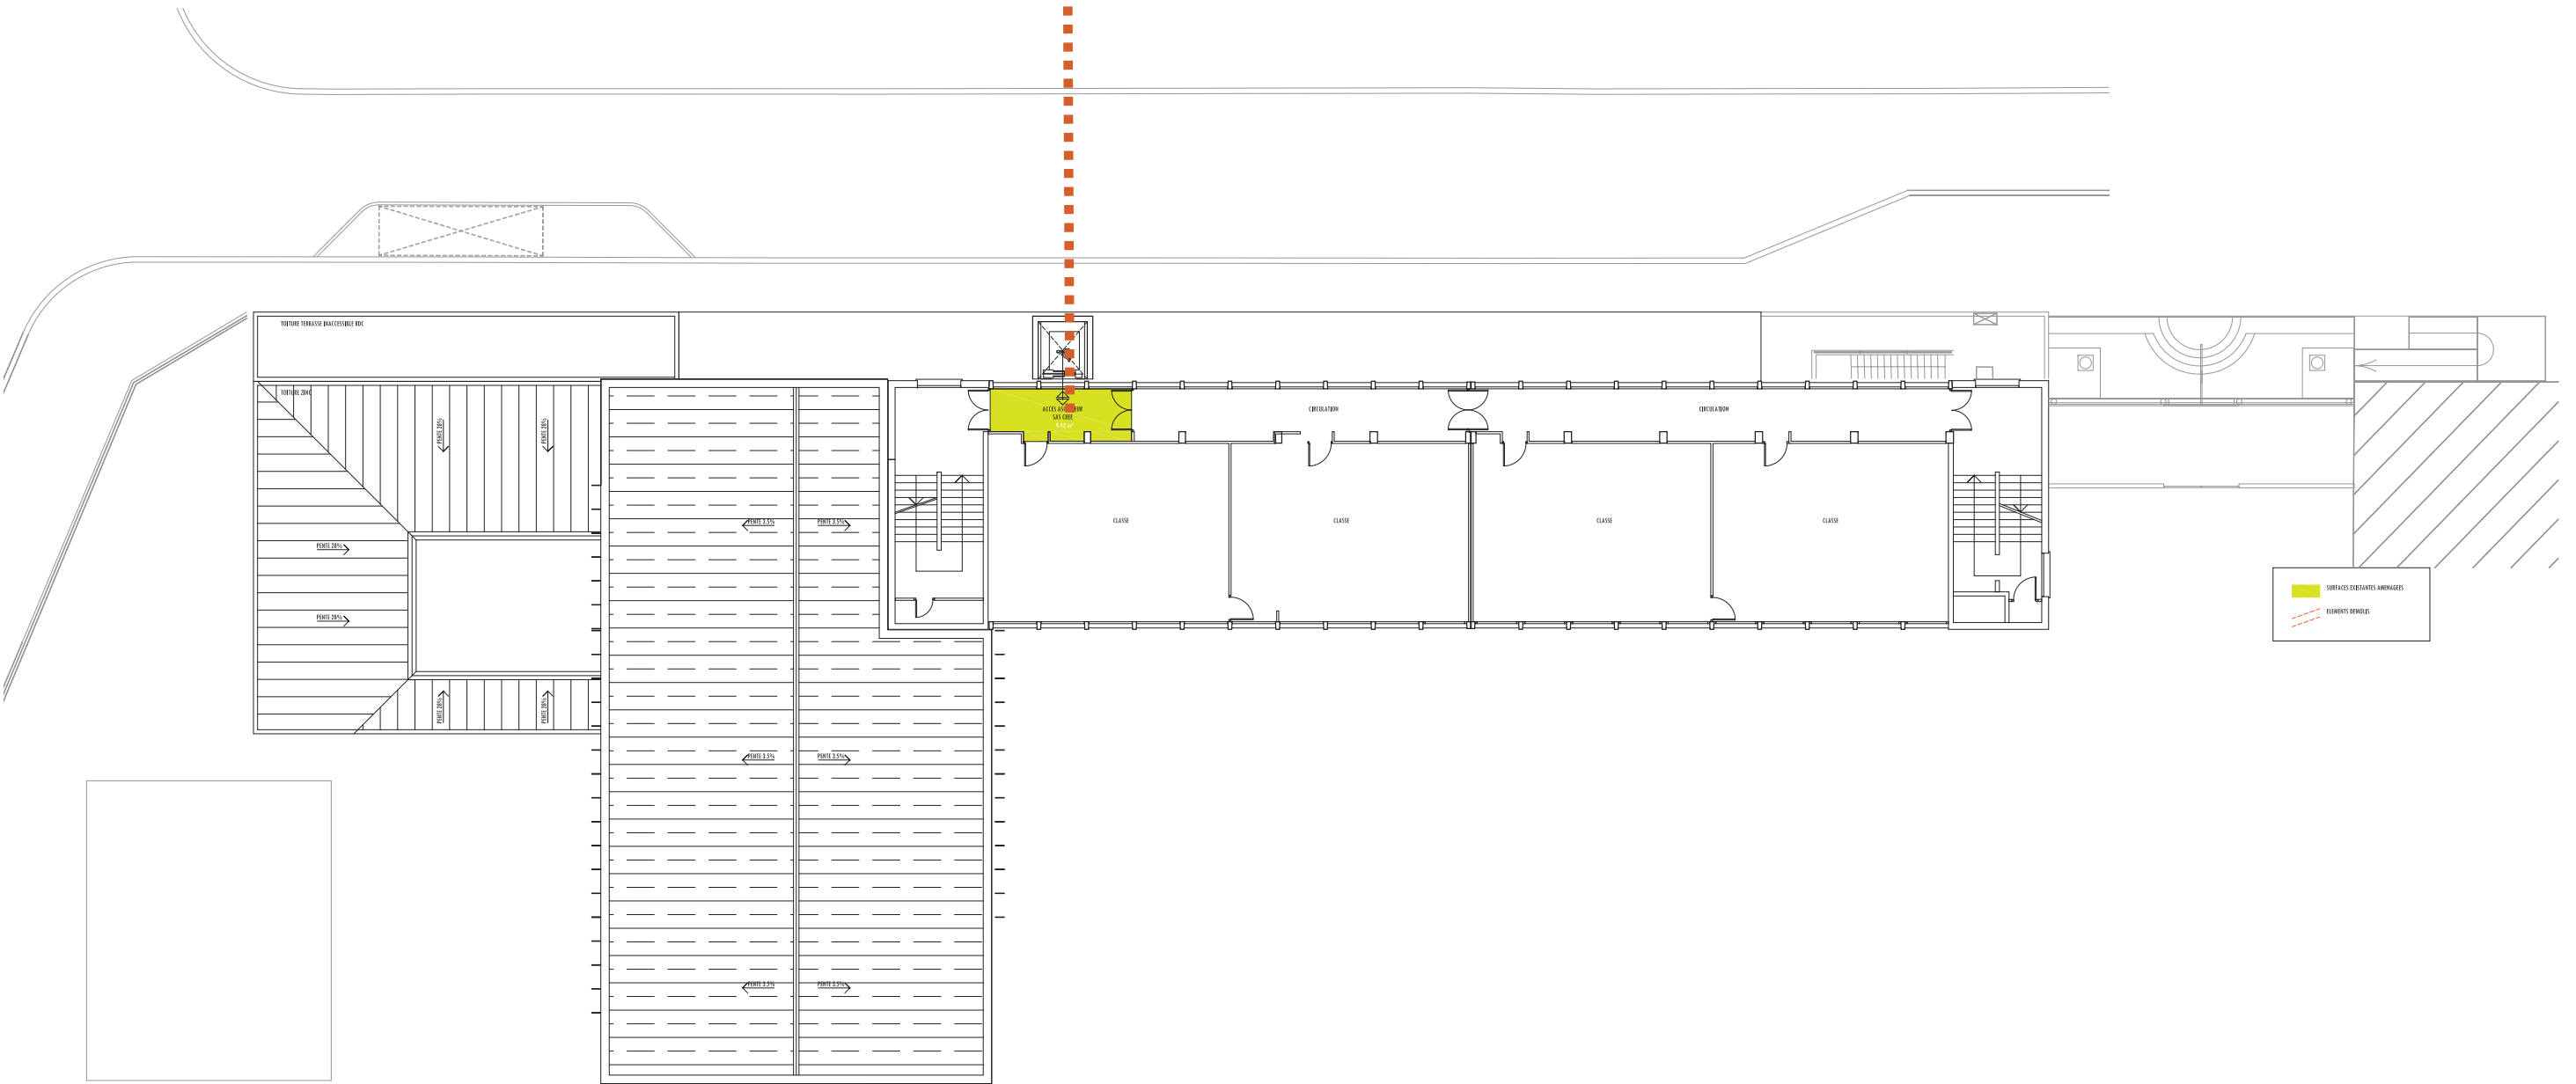 TOITURE TERRASSE INACCESSIBLE RDC
TOITURE ZINC
PENTE 28%
PENTE 28%
PENTE 28%
PENTE 28%
PENTE 28%
PENTE 28%
PENTE 3.5%
PENTE 3.5%
PENTE 3.5%
PENTE 3.5%
PENTE 3.5%
PENTE 3.5%
ACCES
SAS CREE
CIRCULATION
CIRCULATION
CLASSE
CLASSE
CLASSE
CLASSE
SURFACES EXISTANTES AMENAGEES
ELEMENTS DEMOLIS